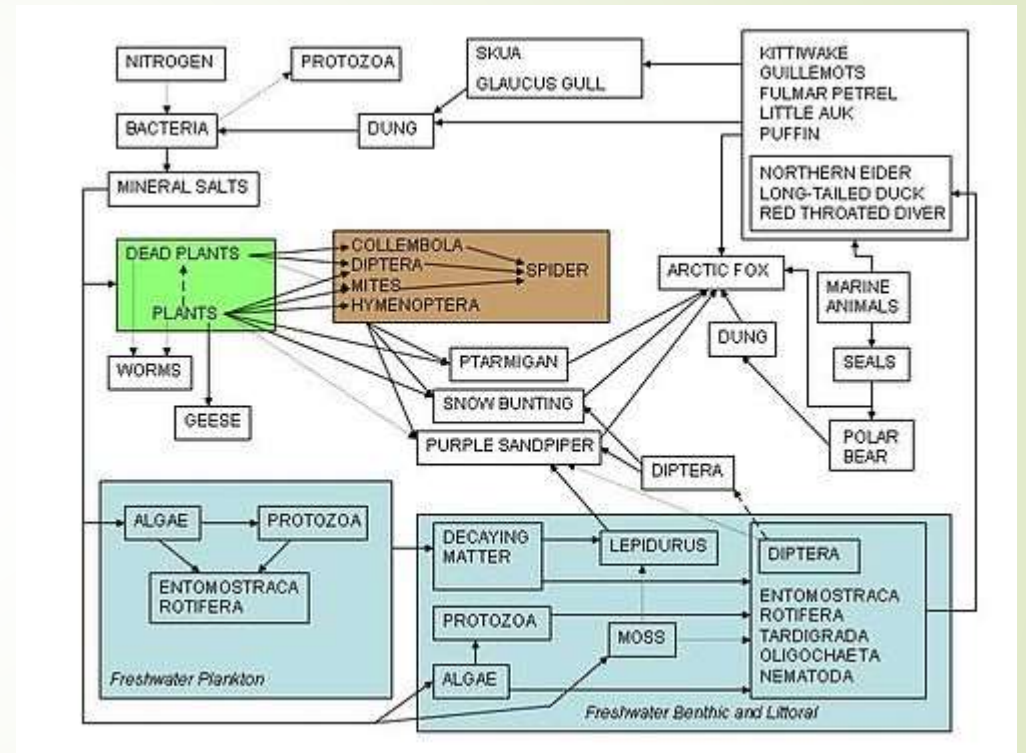 NITROGEN
PROTOZOA
SKUA
GLAUCUS GULL
KITTIWAKE
GUILLEMOTS
FULMAR PETREL
LITTLE AUK
PUFFIN
BACTERIA
DUNG
MINERAL SALTS
NORTHERN EIDER
LONG-TAILED DUCK
RED THROATED DIVER
DEAD PLANTS
PLANTS
COLLEMBOLA
DIPTERA
MITES
HYMENOPTERA
SPIDER
ARCTIC FOX
MARINE
ANIMALS
DUNG
SEALS
WORMS
GEESE
PTARMIGAN
SNOW BUNTING
PURPLE SANDPIPER
POLAR
BEAR
DIPTERA
ALGAE
PROTOZOA
ENTOMOSTRACA
ROTIFERA
Freshwater Plankton
DECAYING
MATTER
LEPIDURUS
DIPTERA
PROTOZOA
MOSS
ALGAE
ENTOMOSTRACA
ROTIFERA
TARDIGRADA
OLIGOCHAETA
NEMATODA
Freshwater Benthic and Littoral